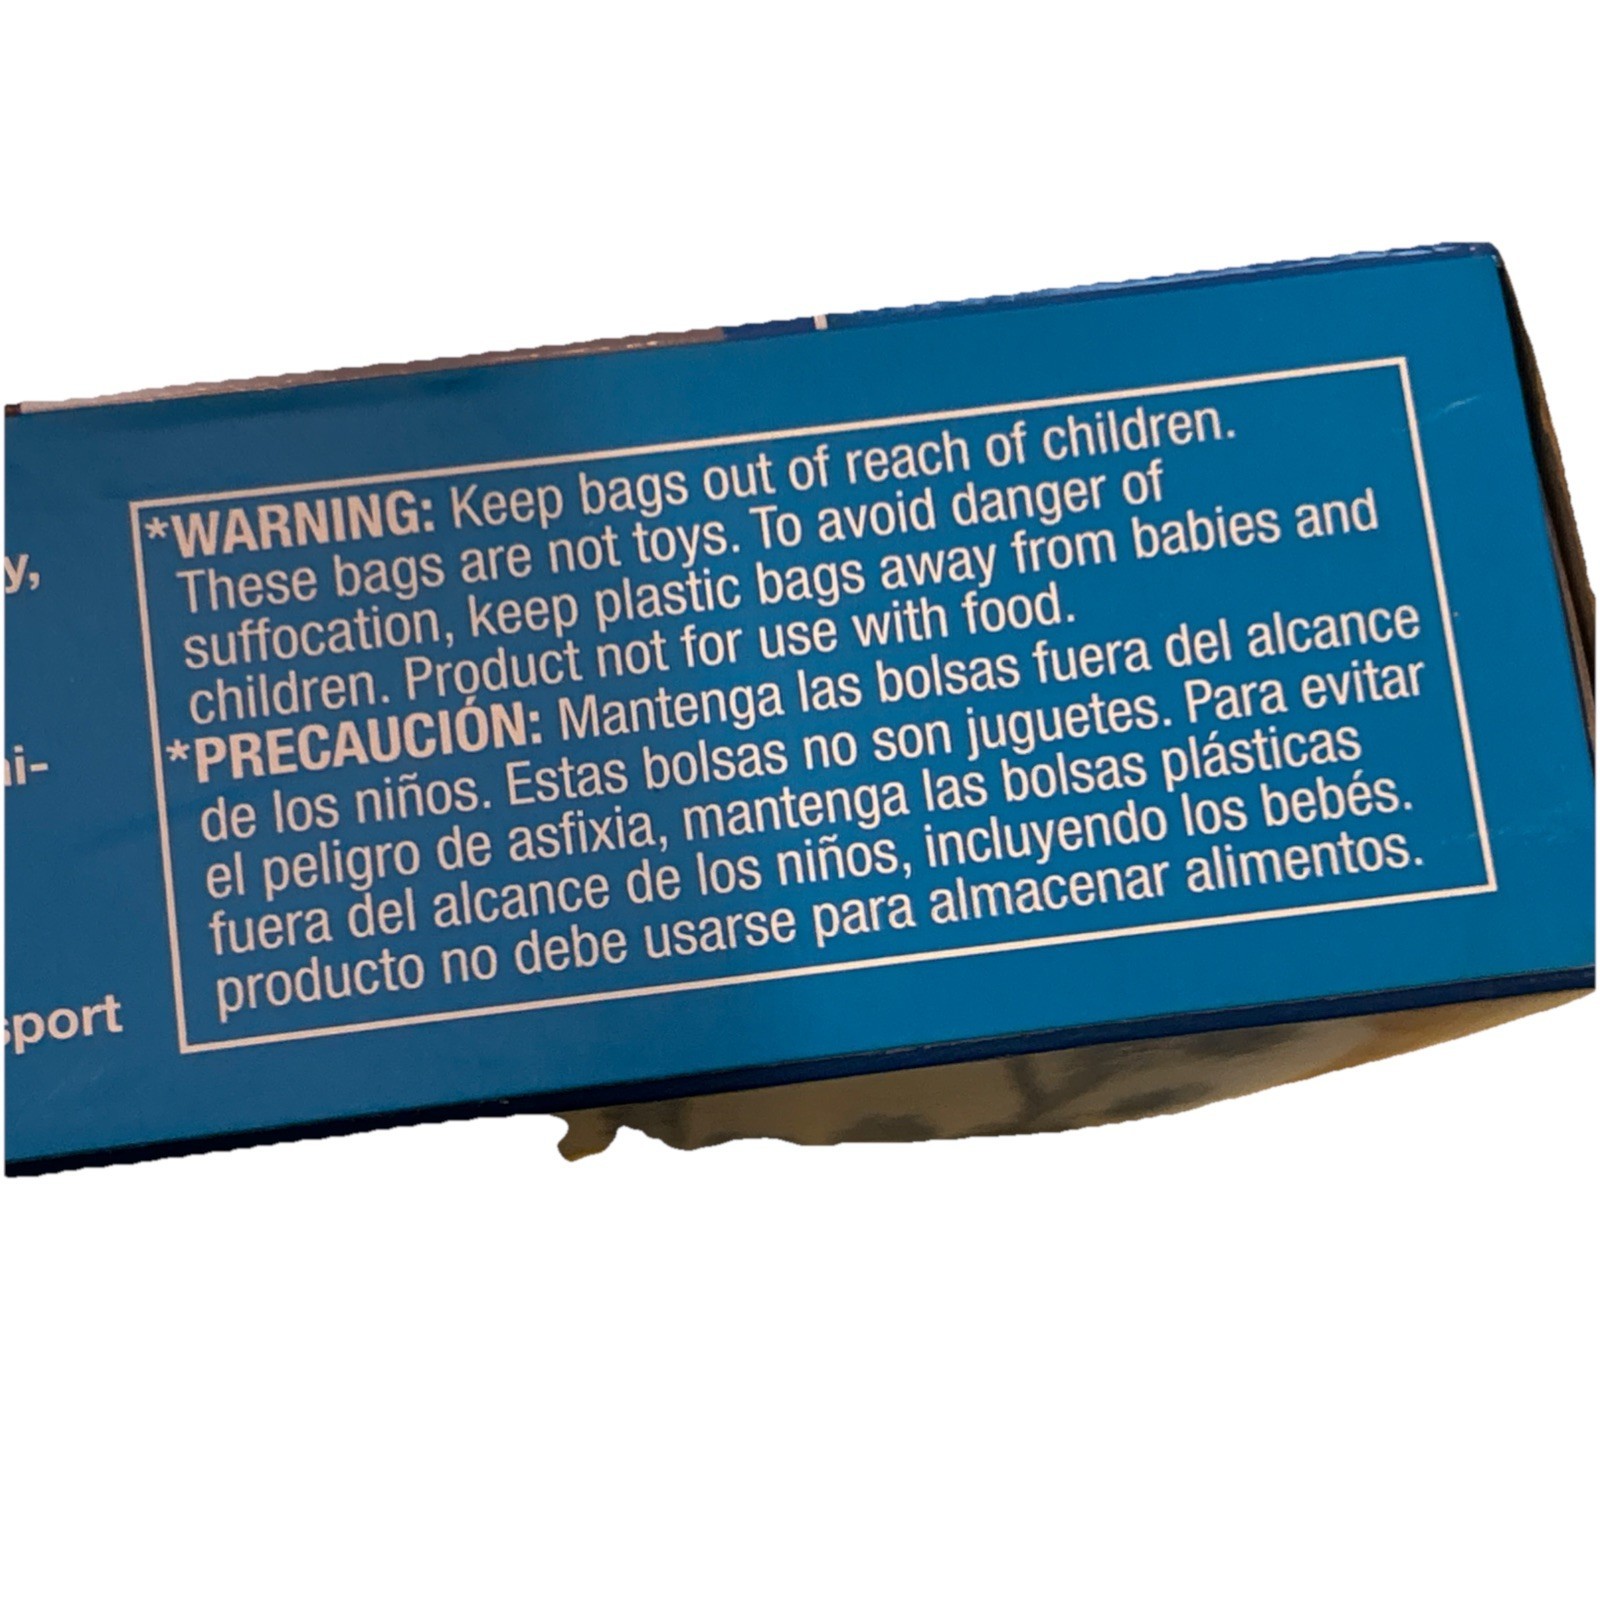 *WARNING: Keep bags out of reach of children.
These bags are not toys. To avoid danger of
suffocation, keep plastic bags away from babies and
children. Product not for use with food.
*PRECAUCIÓN: Mantenga las bolsas fuera del alcance
de los niños. Estas bolsas no son juguetes. Para evitar
el peligro de asfixia, mantenga las bolsas plásticas
fuera del alcance de los niños, incluyendo los bebés.
producto no debe usarse para almacenar alimentos.